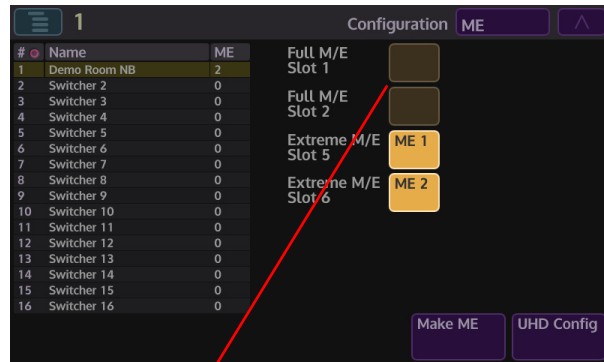 1 Configuration ME
# Name ME
1 Demo Room NB 2
2 Switcher 2 0
3 Switcher 3 0
4 Switcher 4 0
5 Switcher 5 0
6 Switcher 6 0
7 Switcher 7 0
8 Switcher 8 0
9 Switcher 9 0
10 Switcher 10 0
11 Switcher 11 0
12 Switcher 12 0
13 Switcher 13 0
14 Switcher 14 0
15 Switcher 15 0
16 Switcher 16 0
Full M/E
Slot 1
Full M/E
Slot 2
Extreme M/E ME 1
Slot 5
Extreme M/E ME 2
Slot 6
Make ME UHD Config